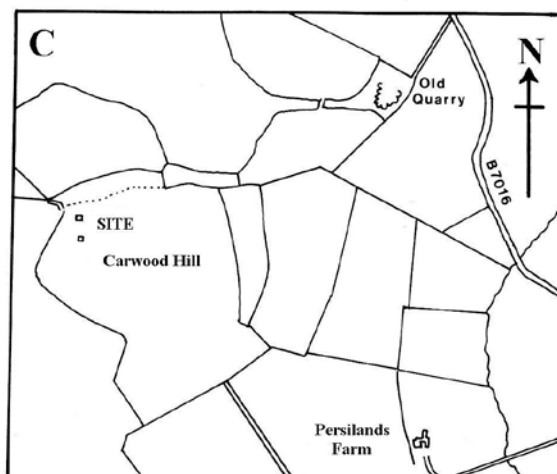 C
N
Old
Quarry
B7016
SITE
Carwood Hill
Persilands
Farm